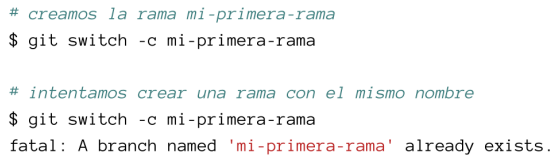 # creamos la rama mi-primera-rama
$ git switch -c mi-primera-rama
# intentamos crear una rama con el mismo nombre
$ git switch -c mi-primera-rama
fatal: A branch named 'mi-primera-rama' already exists.